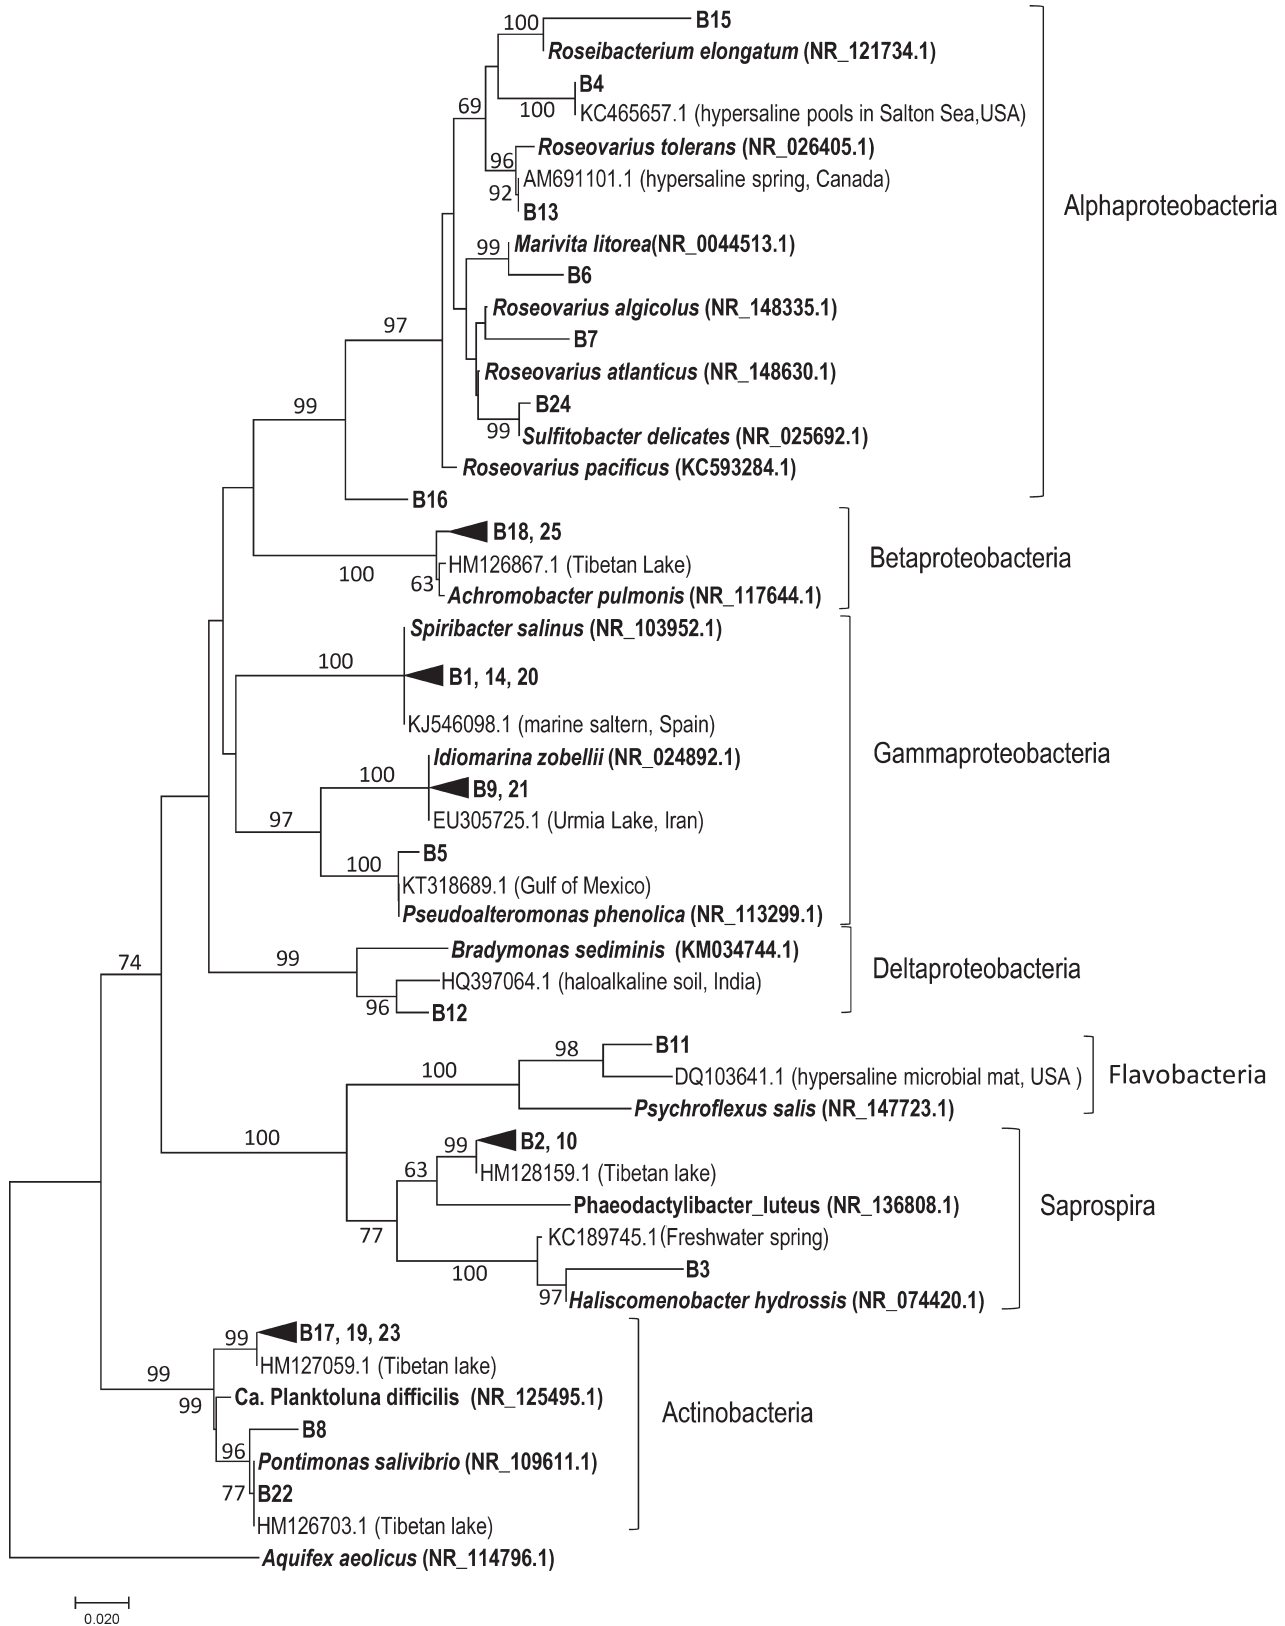 100
B15
Roseibacterium elongatum (NR_121734.1)
B4
100
KC465657.1 (hypersaline pools in Salton Sea,USA)
69
Roseovarius tolerans (NR_026405.1)
96
AM691101.1 (hypersaline spring, Canada)
92
B13
Alphaproteobacteria
99
Marivita litorea(NR_0044513.1)
B6
Roseovarius algicolus (NR_148335.1)
97
B7
Roseovarius atlanticus (NR_148630.1)
99
B24
99
Sulfitobacter delicates (NR_025692.1)
Roseovarius pacificus (KC593284.1)
B16
B18, 25
HM126867.1 (Tibetan Lake)
Betaproteobacteria
100
63
Achromobacter pulmonis (NR_117644.1)
Spiribacter salinus (NR_103952.1)
100
B1, 14, 20
KJ546098.1 (marine saltern, Spain)
Gammaproteobacteria
Idiomarina zobellii (NR_024892.1)
100
B9, 21
97
EU305725.1 (Urmia Lake, Iran)
B5
100
KT318689.1 (Gulf of Mexico)
Pseudoalteromonas phenolica (NR_113299.1)
74
99
Bradymonas sediminis (KM034744.1)
Deltaproteobacteria
HQ397064.1 (haloalkaline soil, India)
96
B12
98
B11
100
DQ103641.1 (hypersaline microbial mat, USA )
Flavobacteria
Psychroflexus salis (NR_147723.1)
100
99
B2, 10
63
HM128159.1 (Tibetan lake)
Phaeodactylibacter_luteus (NR_136808.1)
Saprospira
77
KC189745.1(Freshwater spring)
100
B3
97
Haliscomenobacter hydrossis (NR_074420.1)
99
B17, 19, 23
HM127059.1 (Tibetan lake)
99
99
Ca. Planktoluna difficilis (NR_125495.1)
Actinobacteria
B8
96
Pontimonas salivibrio (NR_109611.1)
77
B22
HM126703.1 (Tibetan lake)
Aquifex aeolicus (NR_114796.1)
0.020